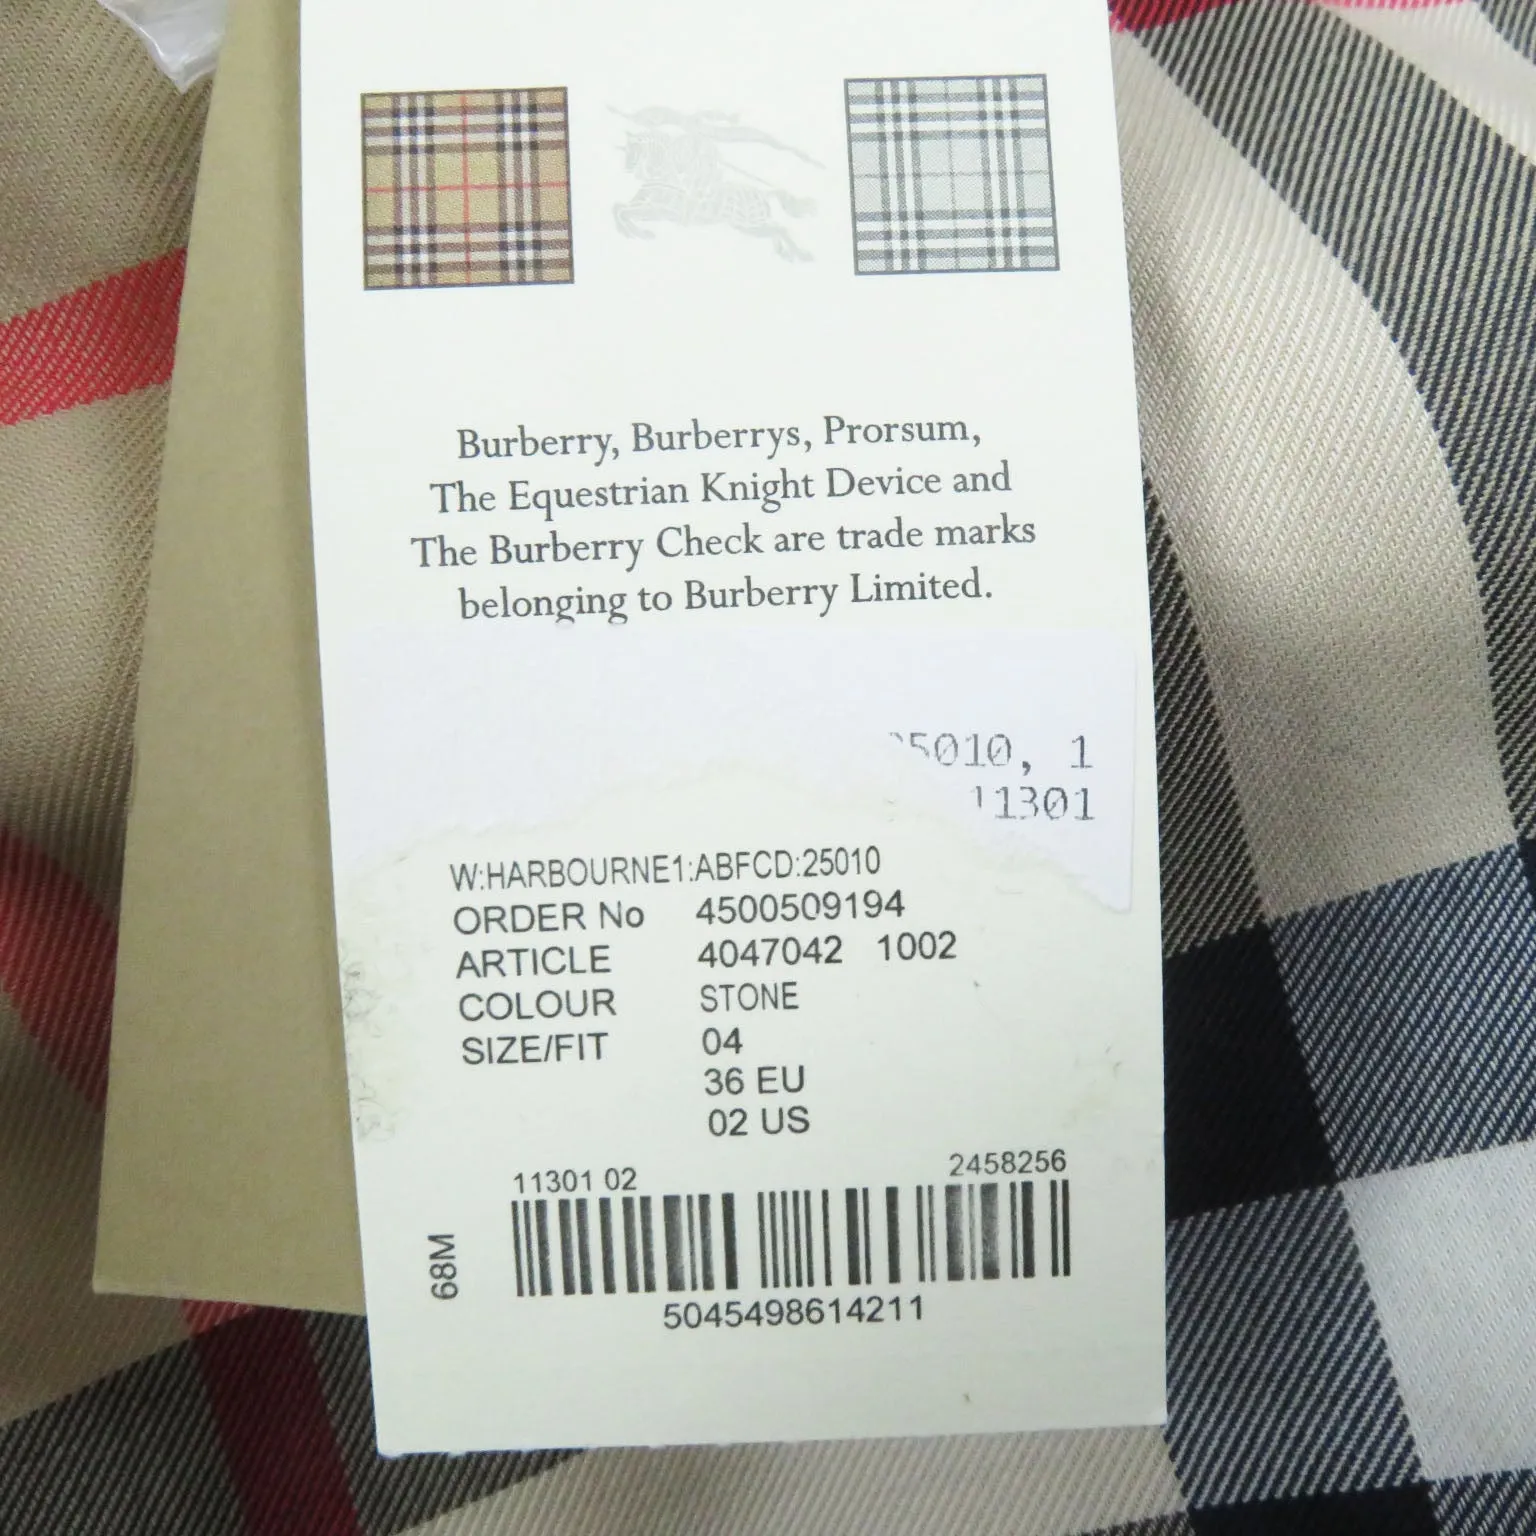 Burberry, Burberrys, Prorsum,
The Equestrian Knight Device and
The Burberry Check are trade marks
belonging to Burberry Limited.
5010, 1
11301
W:HARBOURNE1:ABFCD:25010
ORDER No 4500509194
ARTICLE 4047042 1002
COLOUR STONE
SIZE/FIT 04
36 EU
02 US
11301 02 2458256
68M
5045498614211